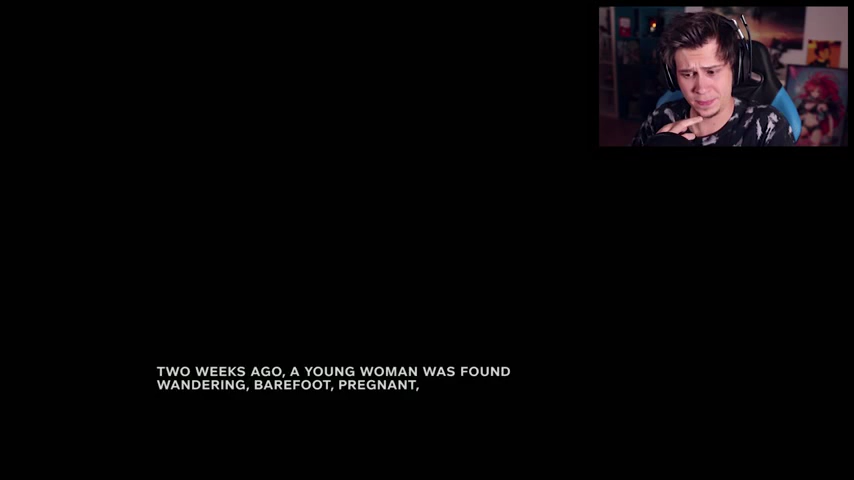 TWO WEEKS AGO, A YOUNG WOMAN WAS FOUND
WANDERING, BAREFOOT, PREGNANT,